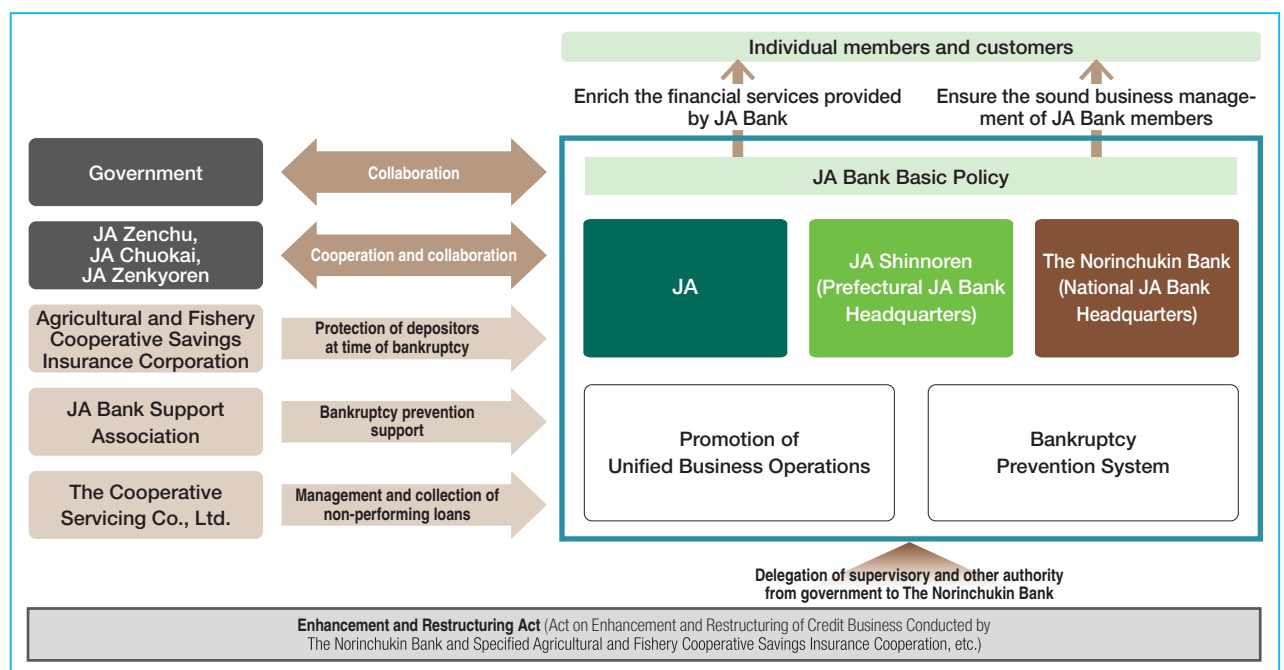 Individual members and customers
Enrich the financial services provided
by JA Bank
Ensure the sound business manage-
ment of JA Bank members
Government
Collaboration
JA Bank Basic Policy
JA Zenchu,
JA Chuokai,
JA Zenkyoren
Cooperation and collaboration
JA
JA Shinnoren
(Prefectural JA Bank
Headquarters)
The Norinchukin Bank
(National JA Bank
Headquarters)
Agricultural and Fishery
Cooperative Savings
Insurance Corporation
Protection of depositors
at time of bankruptcy
JA Bank Support
Association
Bankruptcy prevention
support
Promotion of
Unified Business Operations
Bankruptcy
Prevention System
The Cooperative
Servicing Co., Ltd.
Management and collection of
non-performing loans
Delegation of supervisory and other authority
from government to The Norinchukin Bank
Enhancement and Restructuring Act (Act on Enhancement and Restructuring of Credit Business Conducted by
The Norinchukin Bank and Specified Agricultural and Fishery Cooperative Savings Insurance Cooperation, etc.)